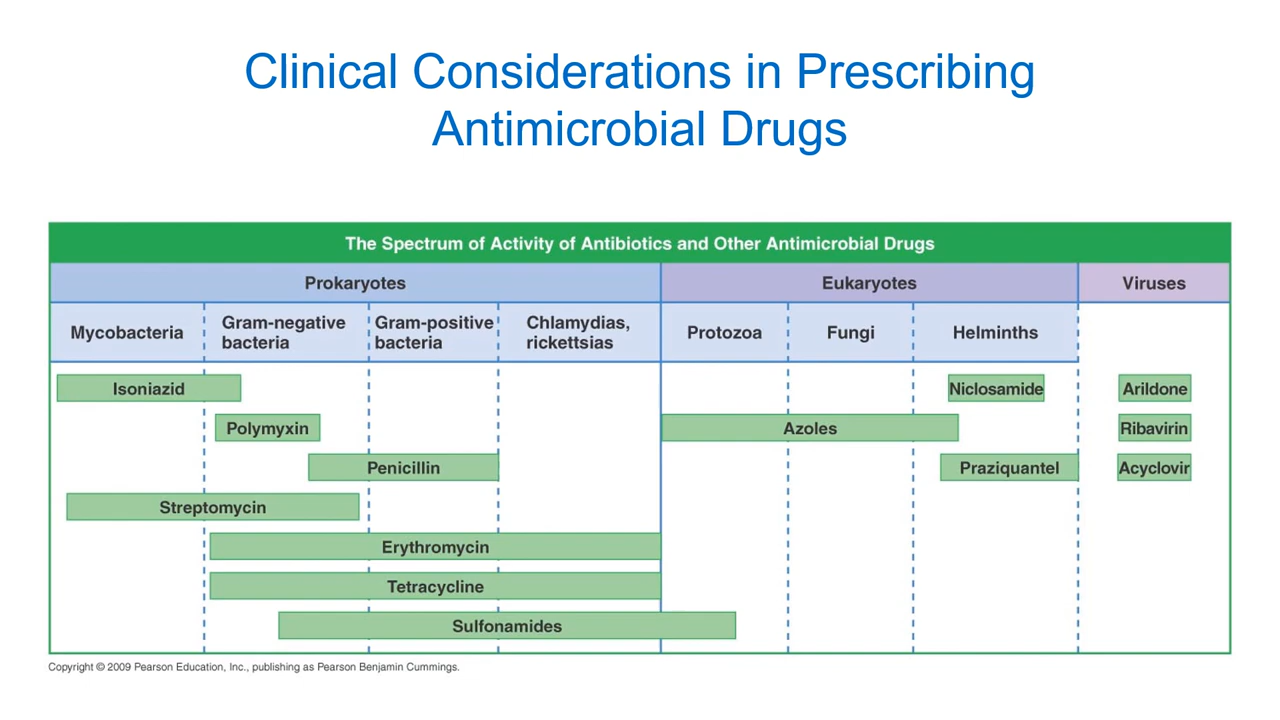 Clinical Considerations in Prescribing
Antimicrobial Drugs
The Spectrum of Activity of Antibiotics and Other Antimicrobial Drugs
Prokaryotes
Eukaryotes
Viruses
Mycobacteria
Gram-negative
bacteria
Gram-positive
bacteria
Chlamydias,
rickettsias
Protozoa
Fungi
Helminths
Isoniazid
Niclosamide
Arildone
Polymyxin
Azoles
Ribavirin
Penicillin
Praziquantel
Acyclovir
Streptomycin
Erythromycin
Tetracycline
Sulfonamides
Copyright © 2009 Pearson Education, Inc., publishing as Pearson Benjamin Cummings.